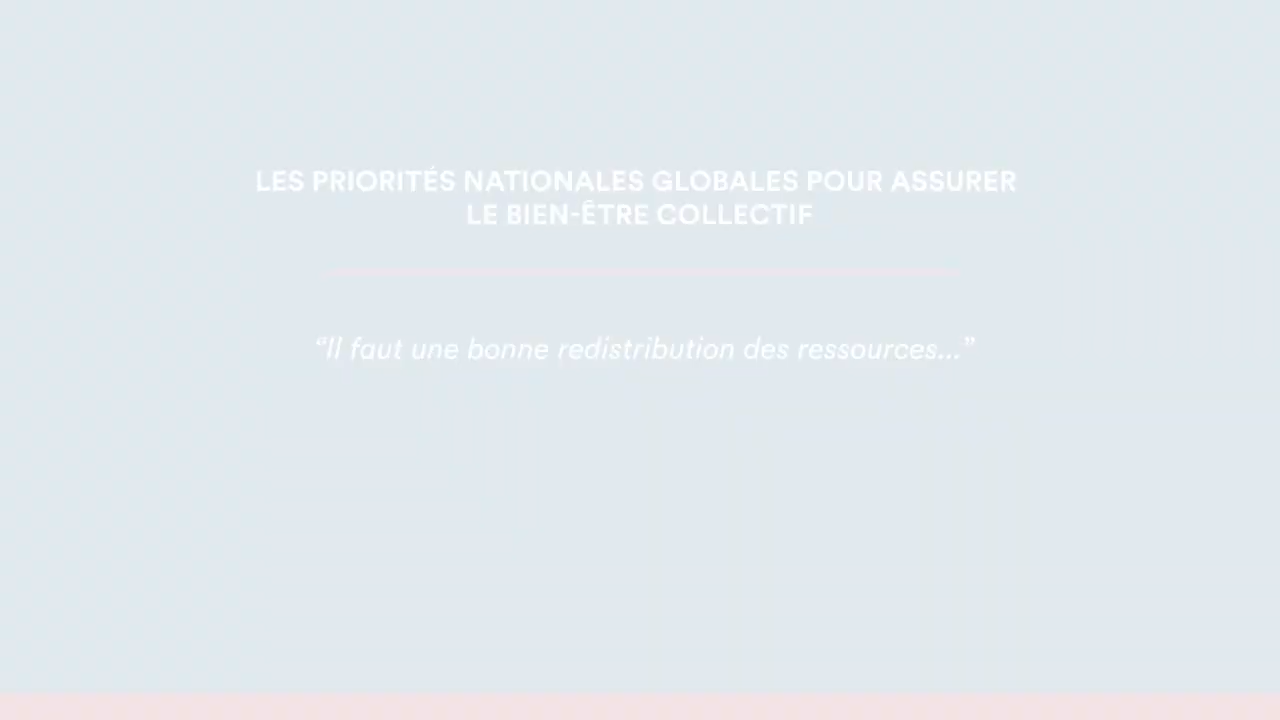 LES PRIORITÉS NATIONALES GLOBALES POUR ASSURER
LE BIEN-ÊTRE COLLECTIF
“Il faut une bonne redistribution des ressources...”